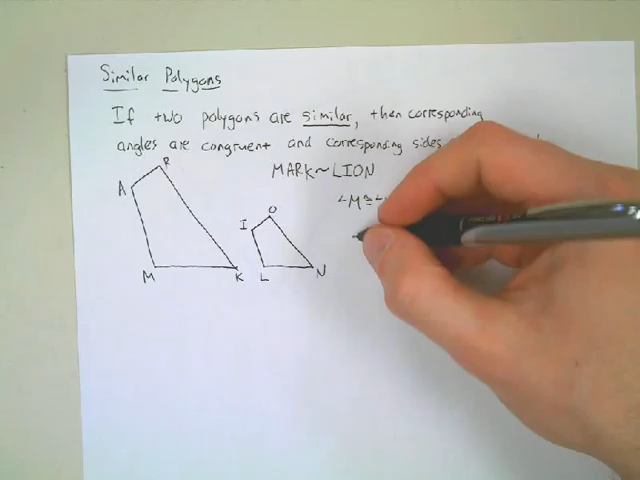 Similar Polygons
If two polygons are similar, then corresponding
angles are congruent and corresponding sides
MARK~LION
∠M≅∠
A
R
M
K
I
O
L
N